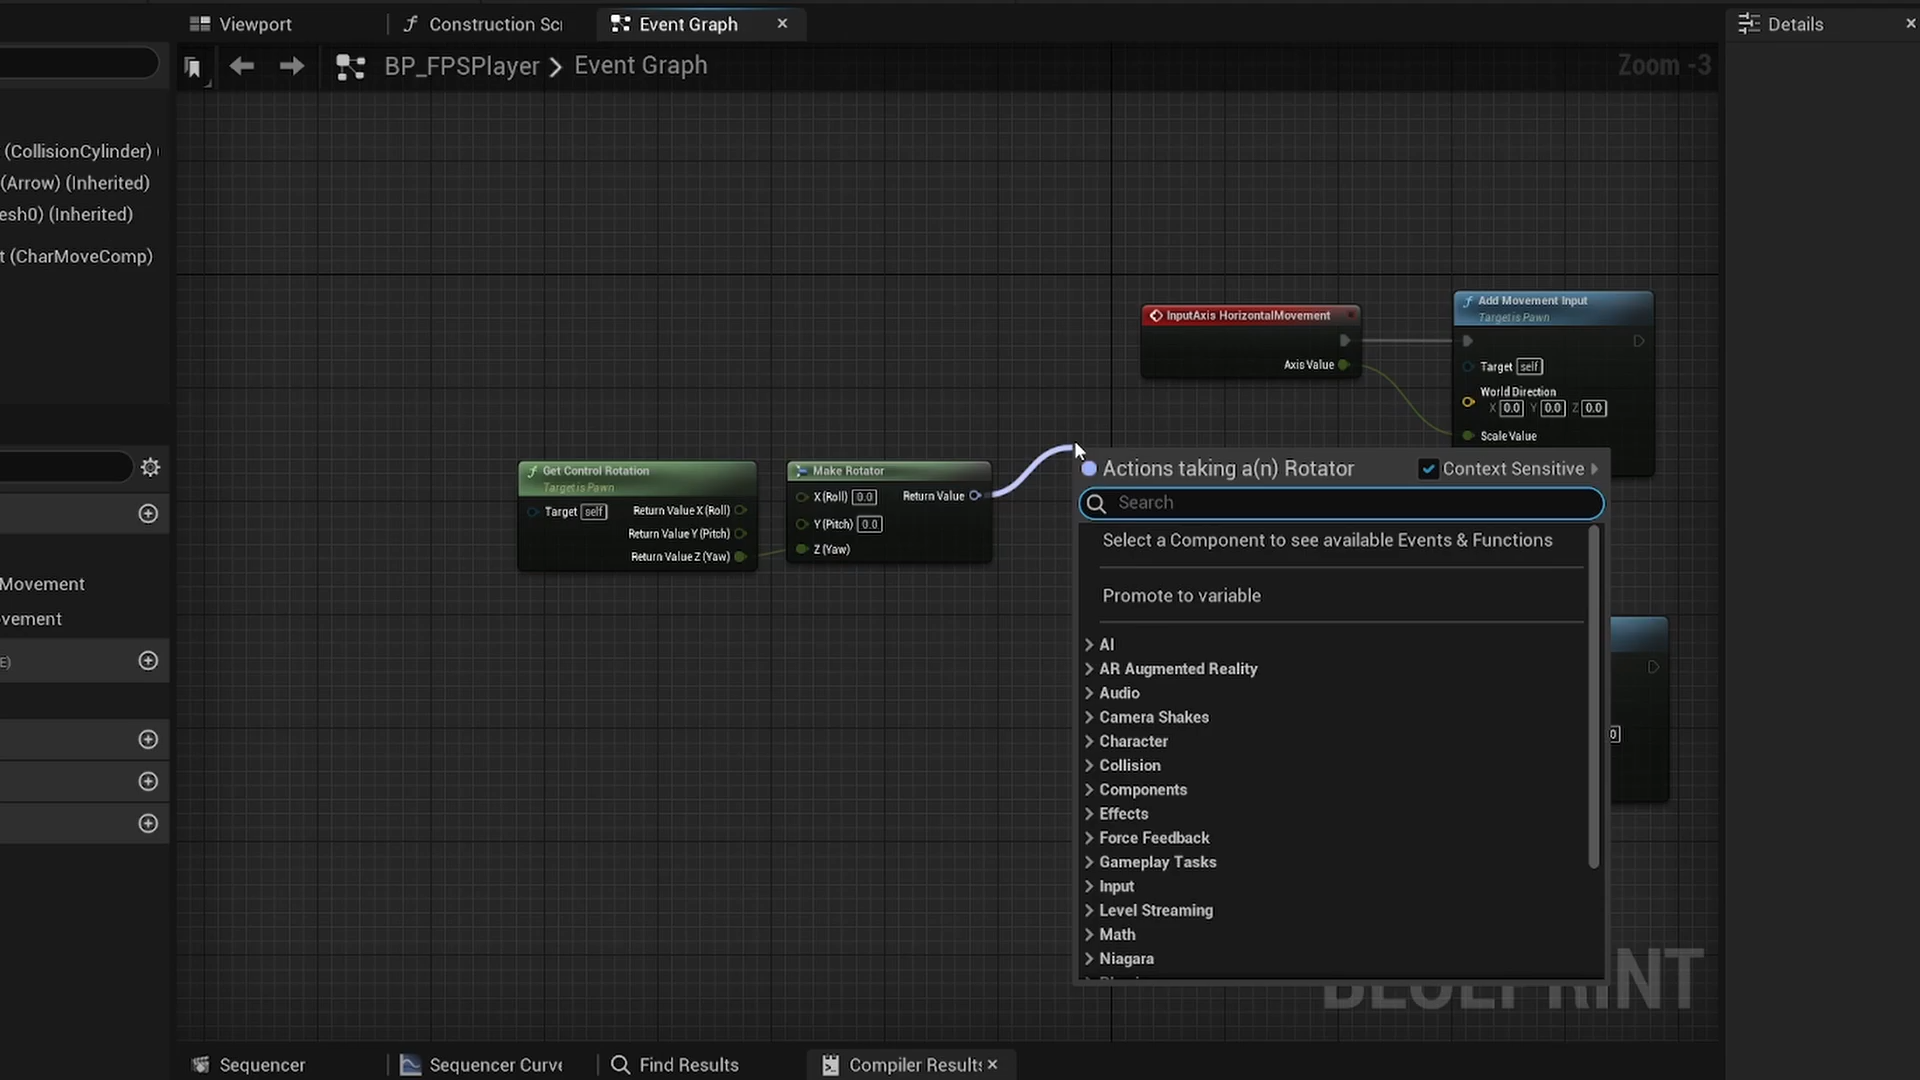 Viewport
Construction Sc
Event Graph
Details
BP_FPSPlayer > Event Graph
Zoom -3
(CollisionCylinder)
(Arrow) (Inherited)
esh0) (Inherited)
t (CharMoveComp)
InputAxis HorizontalMovement
Axis Value
Add Movement Input
Target is Pawn
Target self
World Direction
X 0.0 Y 0.0 Z 0.0
Scale Value
Get Control Rotation
Target is Pawn
Target self
Return Value X (Roll)
Return Value Y (Pitch)
Return Value Z (Yaw)
Make Rotator
X (Roll) 0.0
Return Value
Y (Pitch) 0.0
Z (Yaw)
Actions taking a(n) Rotator
Context Sensitive
Search
Select a Component to see available Events & Functions
Promote to variable
AI
AR Augmented Reality
Audio
Camera Shakes
Character
Collision
Components
Effects
Force Feedback
Gameplay Tasks
Input
Level Streaming
Math
Niagara
Movement
vement
E)
0
BLUEPRINT
Sequencer
Sequencer Curve
Find Results
Compiler Results